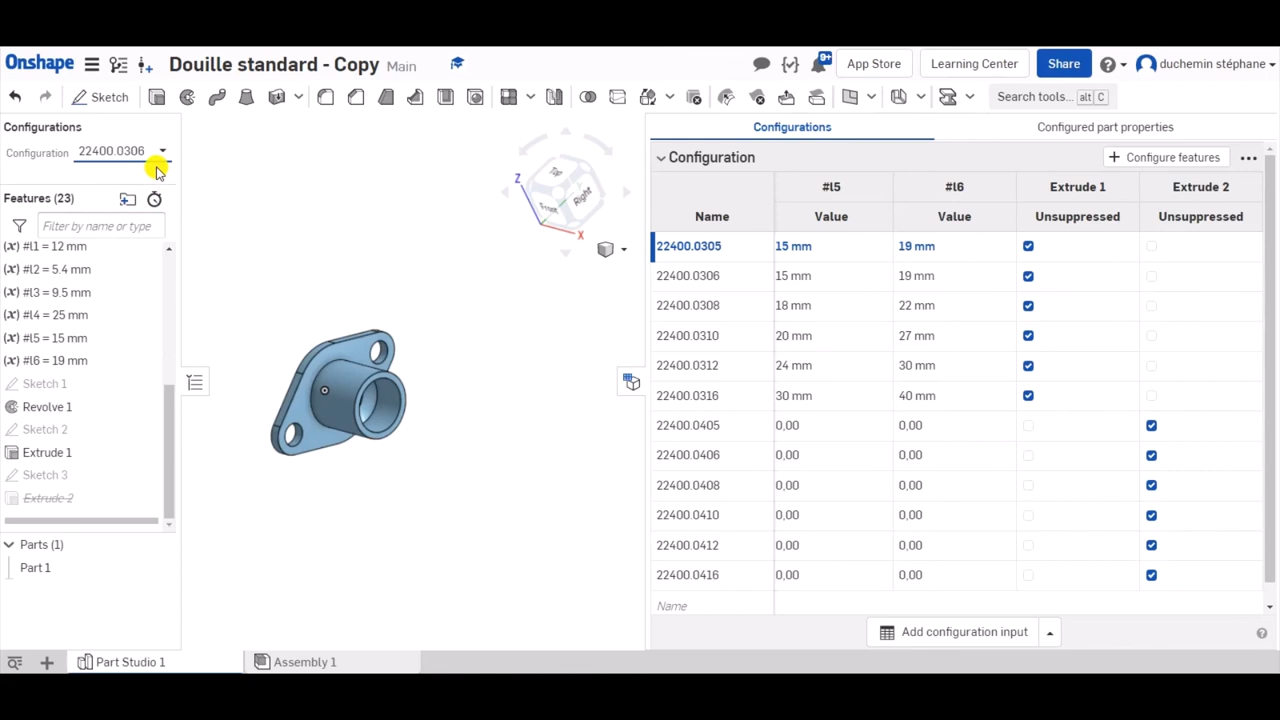 Onshape Douille standard - Copy Main 9+ App Store Learning Center Share duchemin stéphane
Sketch Search tools... alt C
Configurations
Configuration 22400.0306
Features (23)
Filter by name or type
(x) #l1 = 12 mm
(x) #l2 = 5.4 mm
(x) #l3 = 9.5 mm
(x) #l4 = 25 mm
(x) #l5 = 15 mm
(x) #l6 = 19 mm
Sketch 1
Revolve 1
Sketch 2
Extrude 1
Sketch 3
Extrude 2
Parts (1)
Part 1
Z
Top
Front
Right
X
Configurations Configured part properties
Configuration Configure features
#l5 #l6 Extrude 1 Extrude 2
Name Value Value Unsuppressed Unsuppressed
22400.0305 15 mm 19 mm
22400.0306 15 mm 19 mm
22400.0308 18 mm 22 mm
22400.0310 20 mm 27 mm
22400.0312 24 mm 30 mm
22400.0316 30 mm 40 mm
22400.0405 0,00 0,00
22400.0406 0,00 0,00
22400.0408 0,00 0,00
22400.0410 0,00 0,00
22400.0412 0,00 0,00
22400.0416 0,00 0,00
Name
Add configuration input
Part Studio 1 Assembly 1